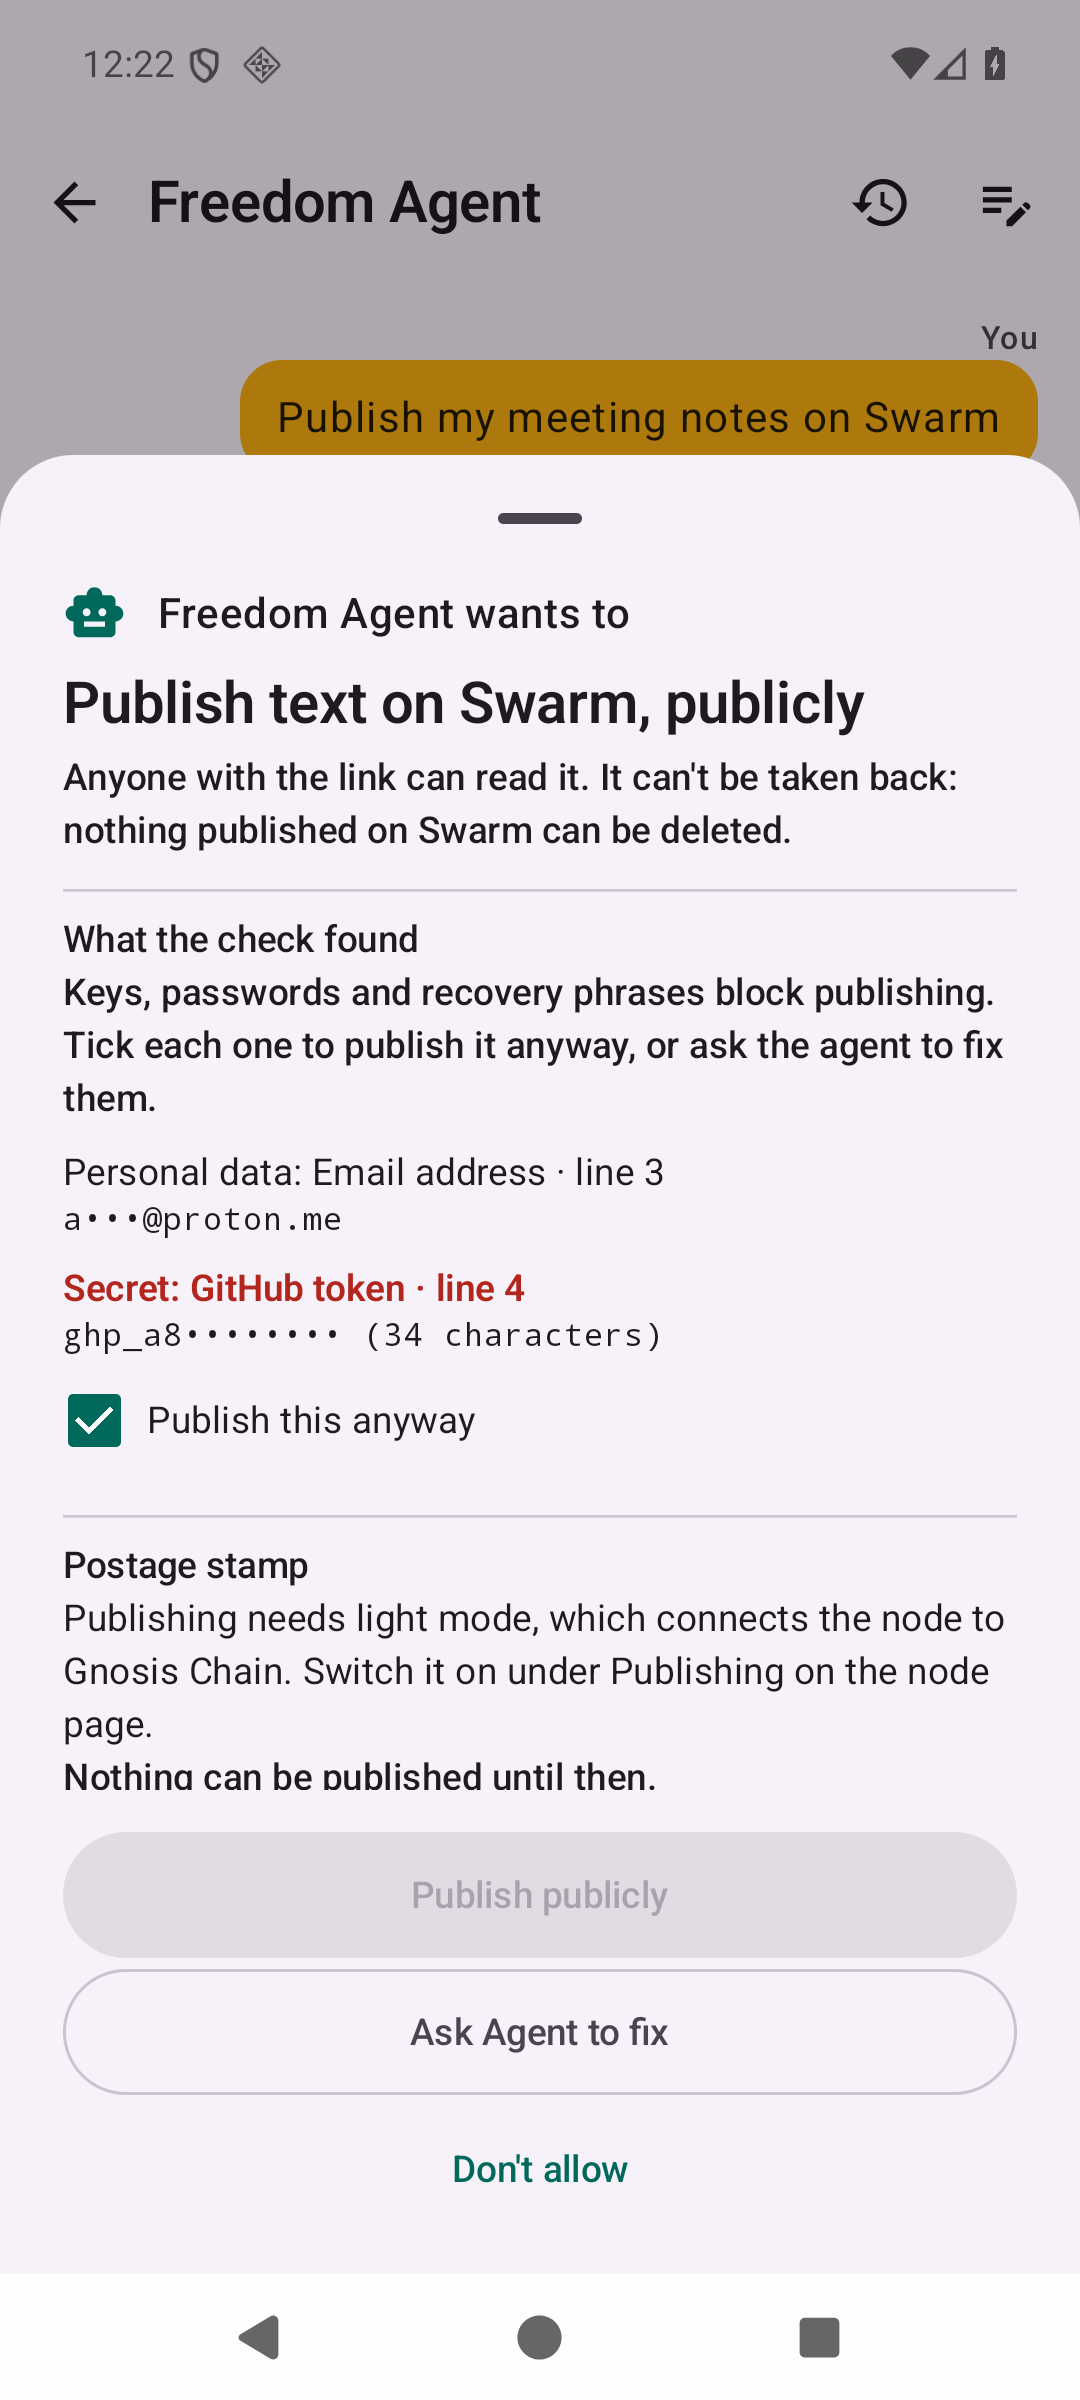 12:22
Freedom Agent
You
Publish my meeting notes on Swarm
Freedom Agent wants to
Publish text on Swarm, publicly
Anyone with the link can read it. It can't be taken back:
nothing published on Swarm can be deleted.
What the check found
Keys, passwords and recovery phrases block publishing.
Tick each one to publish it anyway, or ask the agent to fix
them.
Personal data: Email address · line 3
a•••@proton.me
Secret: GitHub token · line 4
ghp_a8•••••••• (34 characters)
Publish this anyway
Postage stamp
Publishing needs light mode, which connects the node to
Gnosis Chain. Switch it on under Publishing on the node
page.
Nothing can be published until then.
Publish publicly
Ask Agent to fix
Don't allow